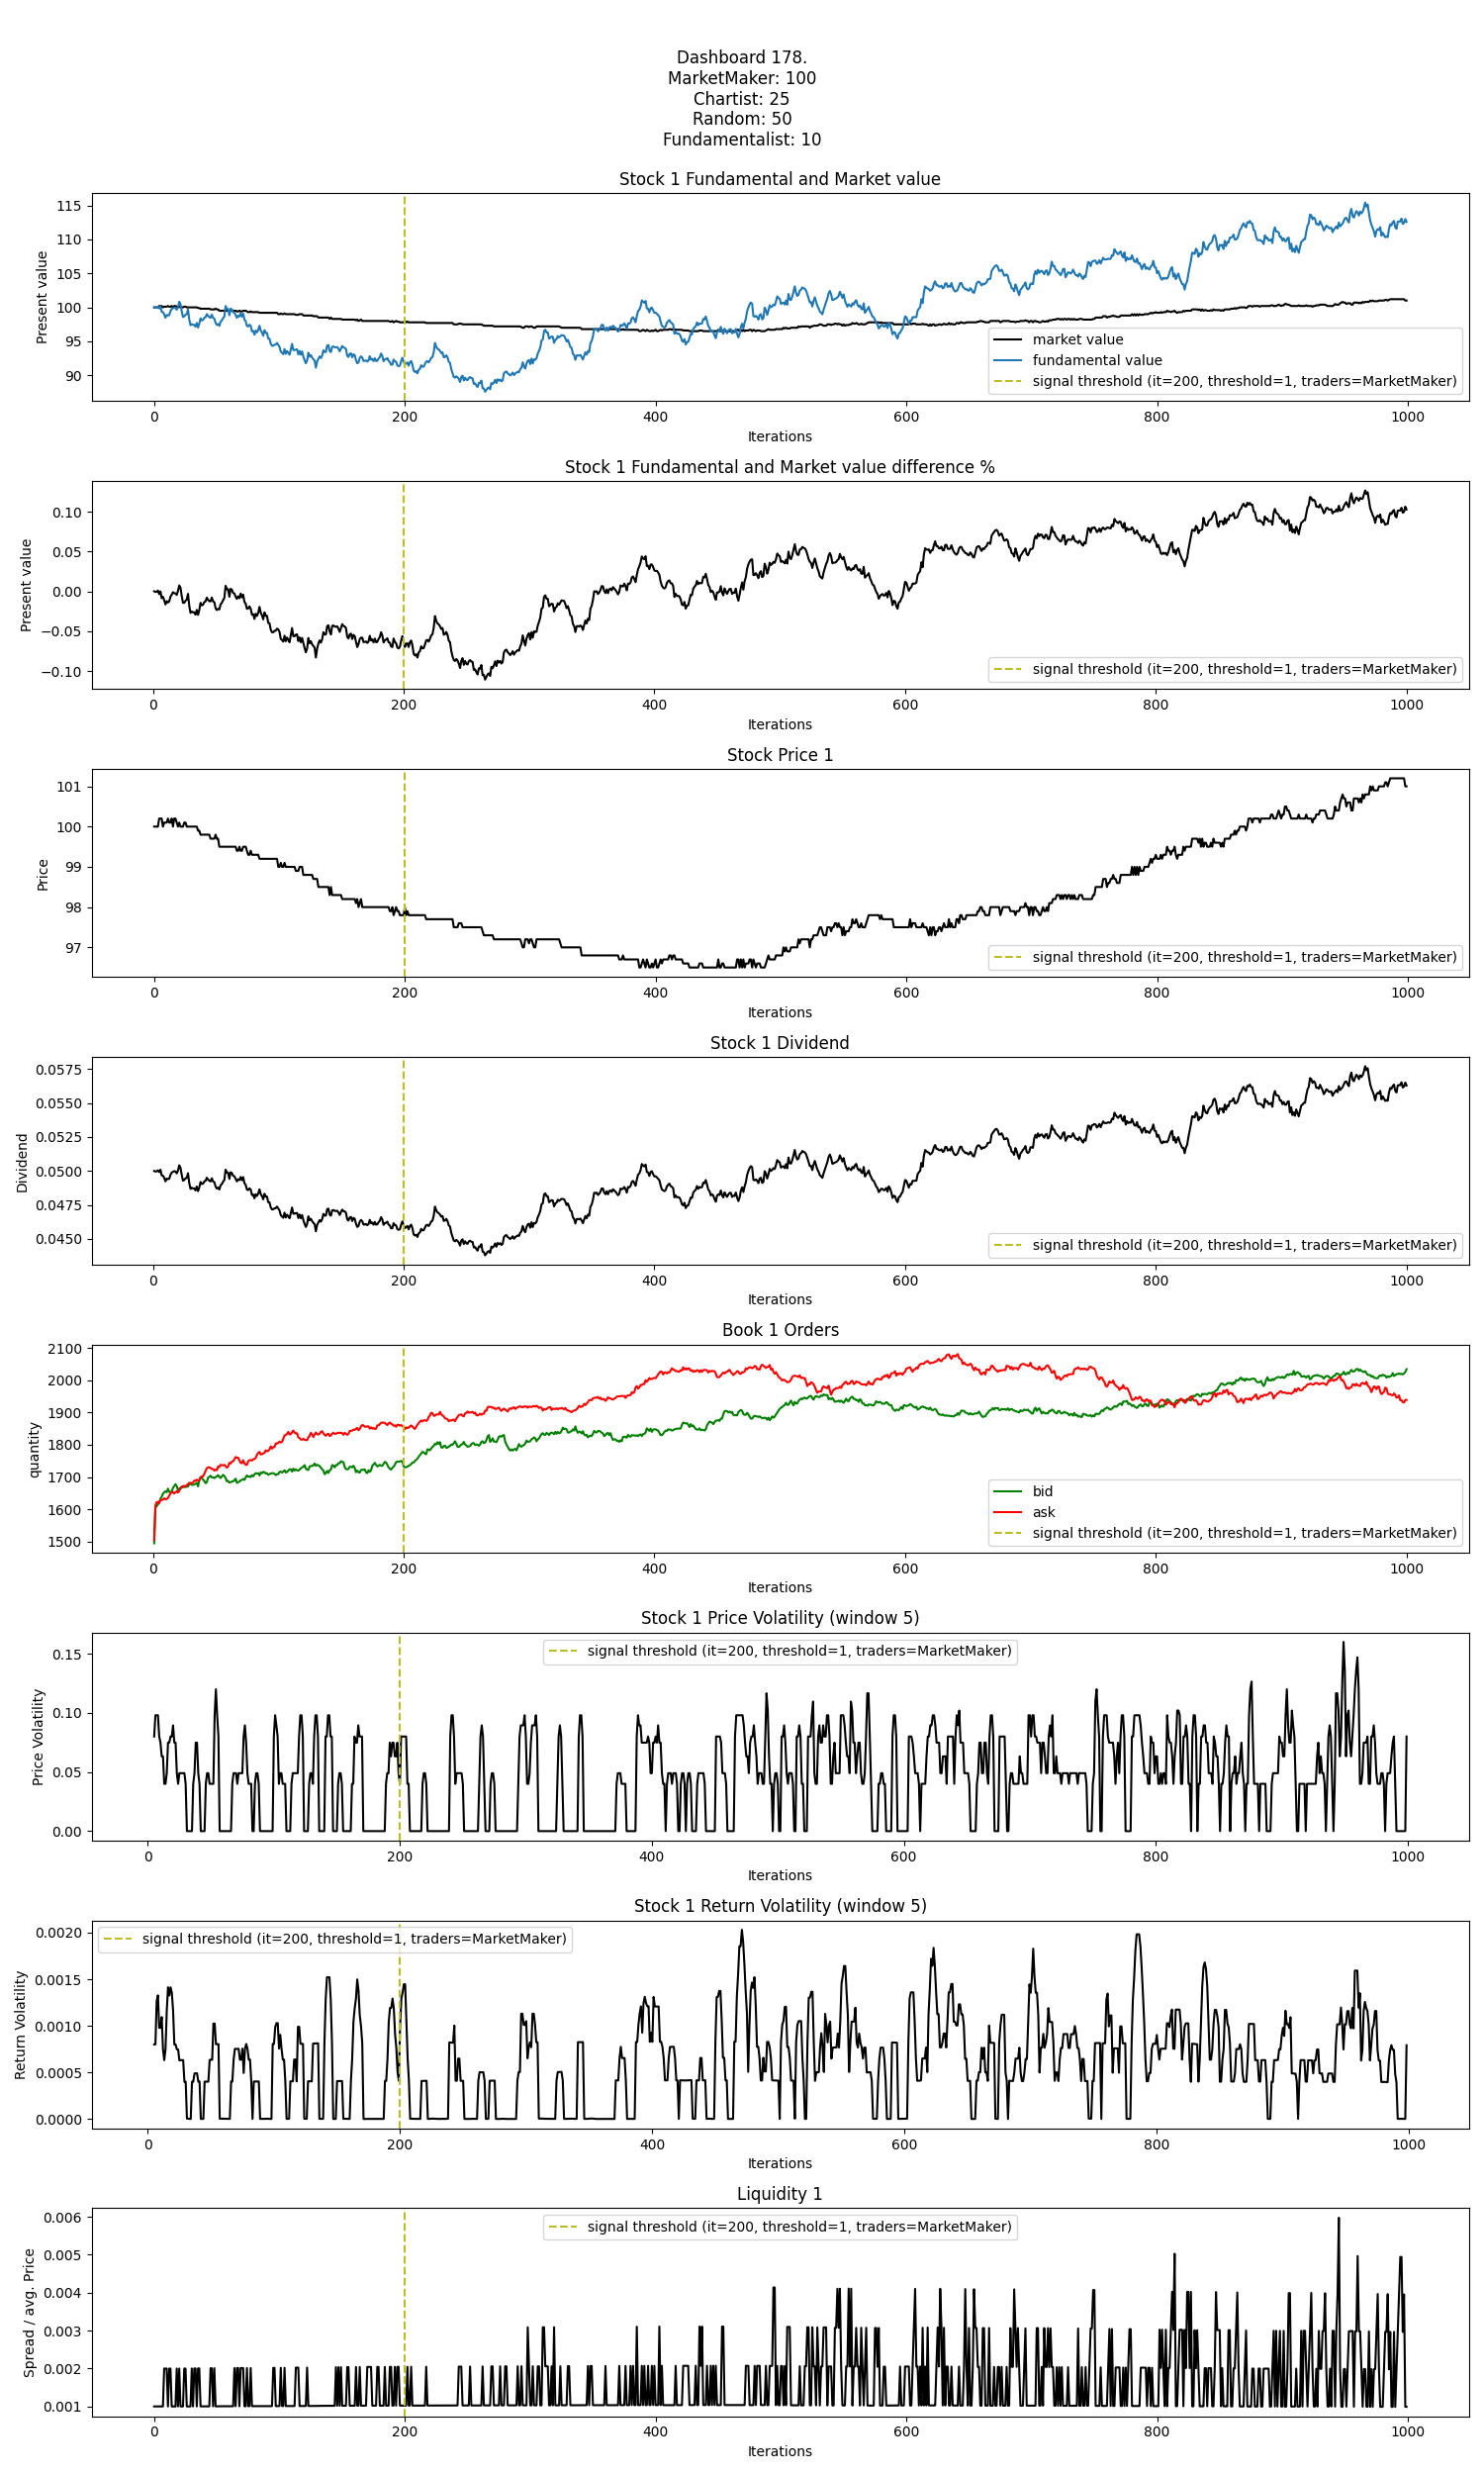 Dashboard 178.
MarketMaker: 100
Chartist: 25
Random: 50
Fundamentalist: 10
Stock 1 Fundamental and Market value
Present value
115
110
105
100
95
90
market value
fundamental value
signal threshold (it=200, threshold=1, traders=MarketMaker)
0 200 400 600 800 1000
Iterations
Stock 1 Fundamental and Market value difference %
Present value
0.10
0.05
0.00
−0.05
−0.10
signal threshold (it=200, threshold=1, traders=MarketMaker)
0 200 400 600 800 1000
Iterations
Stock Price 1
Price
101
100
99
98
97
signal threshold (it=200, threshold=1, traders=MarketMaker)
0 200 400 600 800 1000
Iterations
Stock 1 Dividend
Dividend
0.0575
0.0550
0.0525
0.0500
0.0475
0.0450
signal threshold (it=200, threshold=1, traders=MarketMaker)
0 200 400 600 800 1000
Iterations
Book 1 Orders
quantity
2100
2000
1900
1800
1700
1600
1500
bid
ask
signal threshold (it=200, threshold=1, traders=MarketMaker)
0 200 400 600 800 1000
Iterations
Stock 1 Price Volatility (window 5)
Price Volatility
signal threshold (it=200, threshold=1, traders=MarketMaker)
0.15
0.10
0.05
0.00
0 200 400 600 800 1000
Iterations
Stock 1 Return Volatility (window 5)
Return Volatility
signal threshold (it=200, threshold=1, traders=MarketMaker)
0.0020
0.0015
0.0010
0.0005
0.0000
0 200 400 600 800 1000
Iterations
Liquidity 1
Spread / avg. Price
signal threshold (it=200, threshold=1, traders=MarketMaker)
0.006
0.005
0.004
0.003
0.002
0.001
0 200 400 600 800 1000
Iterations